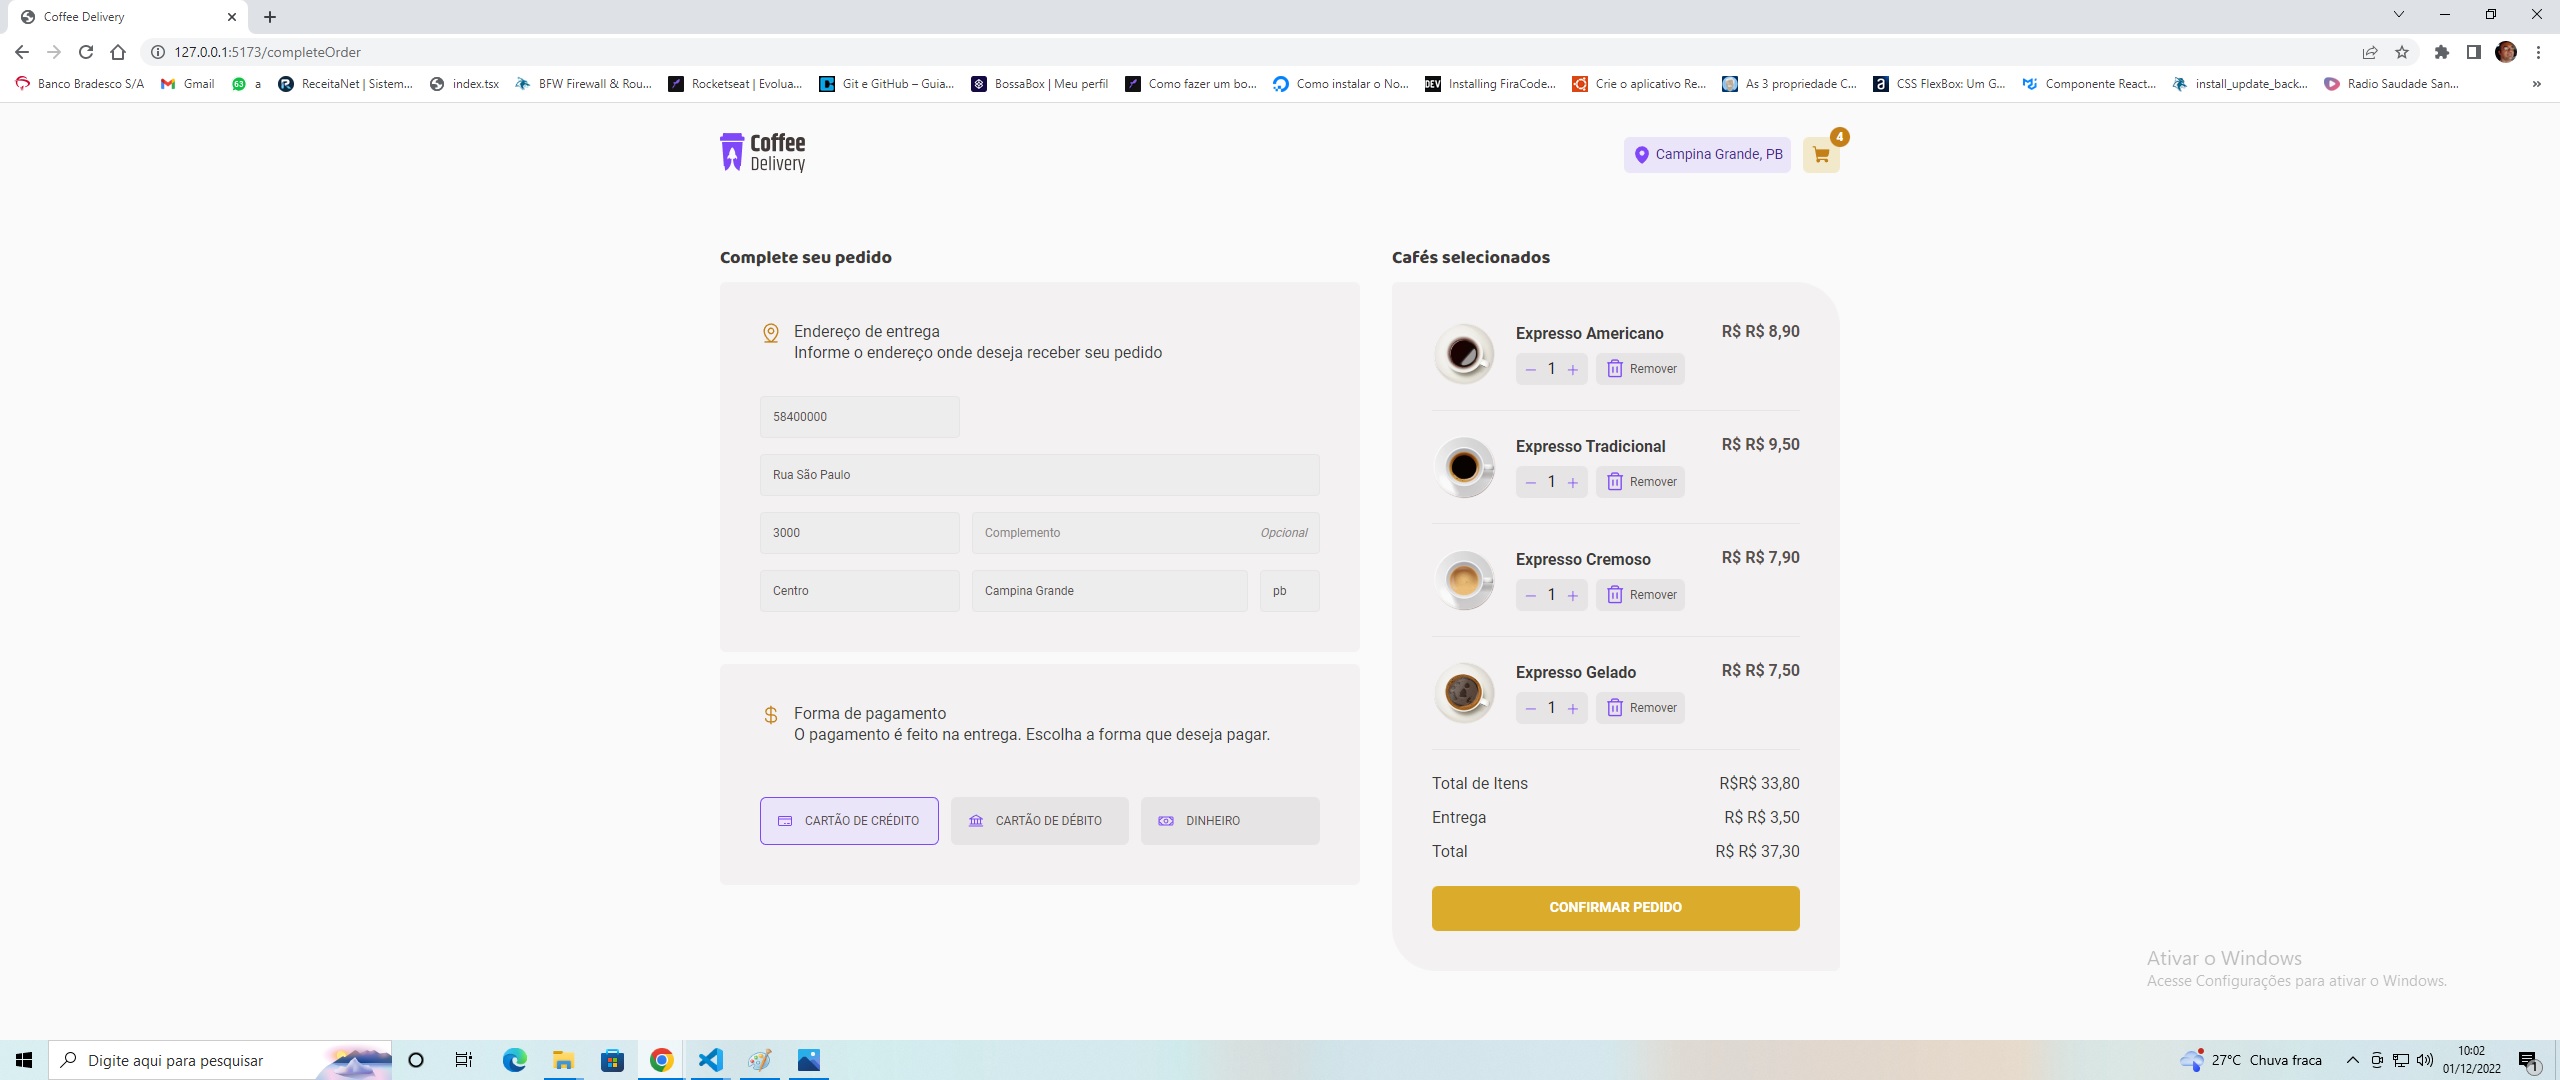 Coffee Delivery
127.0.0.1:5173/completeOrder
Banco Bradesco S/A
Gmail
63
a
ReceitaNet | Sistem...
index.tsx
BFW Firewall & Rou...
Rocketseat | Evolua...
Git e GitHub – Guia...
BossaBox | Meu perfil
Como fazer um bo...
Como instalar o No...
DEV
Installing FiraCode...
Crie o aplicativo Re...
As 3 propriedade C...
CSS FlexBox: Um G...
Componente React...
install_update_back...
Radio Saudade San...
»
Coffee
Delivery
Campina Grande, PB
4
Complete seu pedido
Endereço de entrega
Informe o endereço onde deseja receber seu pedido
58400000
Rua São Paulo
3000
Complemento
Opcional
Centro
Campina Grande
pb
Forma de pagamento
O pagamento é feito na entrega. Escolha a forma que deseja pagar.
CARTÃO DE CRÉDITO
CARTÃO DE DÉBITO
DINHEIRO
Cafés selecionados
Expresso Americano
R$ R$ 8,90
− 1 +
Remover
Expresso Tradicional
R$ R$ 9,50
− 1 +
Remover
Expresso Cremoso
R$ R$ 7,90
− 1 +
Remover
Expresso Gelado
R$ R$ 7,50
− 1 +
Remover
Total de Itens
R$R$ 33,80
Entrega
R$ R$ 3,50
Total
R$ R$ 37,30
CONFIRMAR PEDIDO
Ativar o Windows
Acesse Configurações para ativar o Windows.
Digite aqui para pesquisar
27°C Chuva fraca
10:02
01/12/2022
1